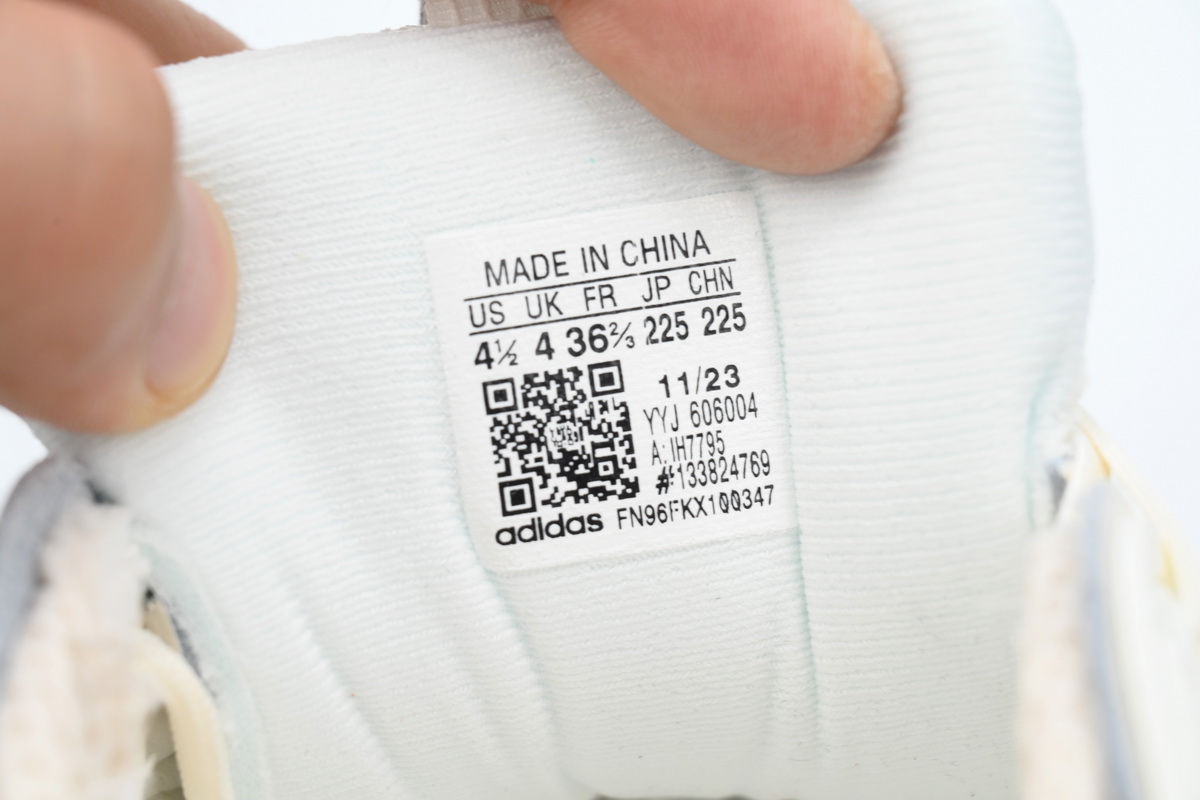 MADE IN CHINA
US UK FR JP CHN
4½ 4 36⅔ 225 225
11/23
YYJ 606004
A: IH7795
#:133824769
adidas FN96FKX100347